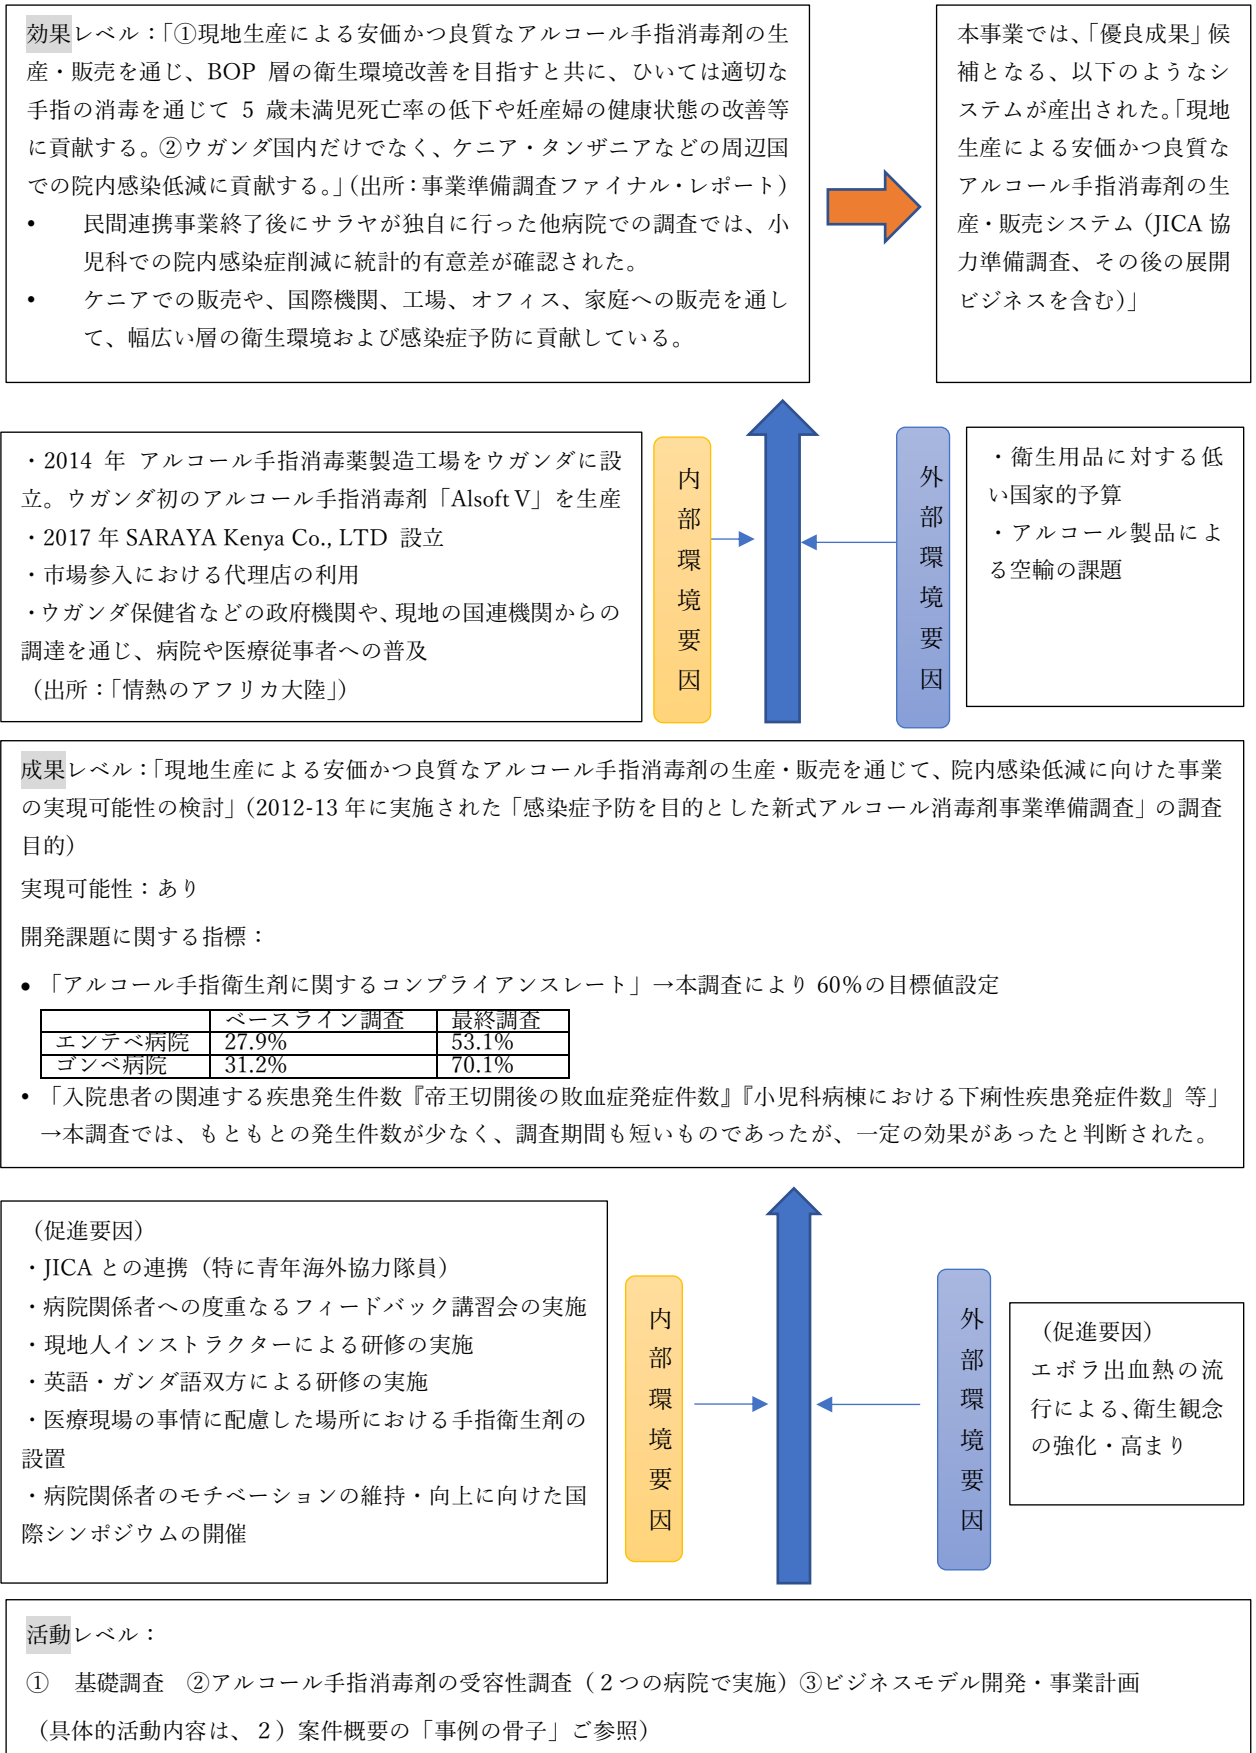 効果レベル：「①現地生産による安価かつ良質なアルコール手指消毒剤の生
産・販売を通じ、BOP 層の衛生環境改善を目指すと共に、ひいては適切な
手指の消毒を通じて 5 歳未満児死亡率の低下や妊産婦の健康状態の改善等
に貢献する。②ウガンダ国内だけでなく、ケニア・タンザニアなどの周辺国
での院内感染低減に貢献する。」（出所：事業準備調査ファイナル・レポート）
• 民間連携事業終了後にサラヤが独自に行った他病院での調査では、小
児科での院内感染症削減に統計的有意差が確認された。
• ケニアでの販売や、国際機関、工場、オフィス、家庭への販売を通し
て、幅広い層の衛生環境および感染症予防に貢献している。
本事業では、「優良成果」候
補となる、以下のようなシ
ステムが産出された。「現地
生産による安価かつ良質な
アルコール手指消毒剤の生
産・販売システム（JICA 協
力準備調査、その後の展開
ビジネスを含む）」
・2014 年 アルコール手指消毒薬製造工場をウガンダに設
立。ウガンダ初のアルコール手指消毒剤「Alsoft V」を生産
・2017 年 SARAYA Kenya Co., LTD 設立
・市場参入における代理店の利用
・ウガンダ保健省などの政府機関や、現地の国連機関からの
調達を通じ、病院や医療従事者への普及
（出所：「情熱のアフリカ大陸」）
内部環境要因
外部環境要因
・衛生用品に対する低
い国家的予算
・アルコール製品によ
る空輸の課題
成果レベル：「現地生産による安価かつ良質なアルコール手指消毒剤の生産・販売を通じて、院内感染低減に向けた事業
の実現可能性の検討」（2012-13 年に実施された「感染症予防を目的とした新式アルコール消毒剤事業準備調査」の調査
目的）
実現可能性：あり
開発課題に関する指標：
• 「アルコール手指衛生剤に関するコンプライアンスレート」→本調査により 60％の目標値設定
ベースライン調査 最終調査
エンテベ病院 27.9% 53.1%
ゴンベ病院 31.2% 70.1%
• 「入院患者の関連する疾患発生件数『帝王切開後の敗血症発症件数』『小児科病棟における下痢性疾患発症件数』等」
→本調査では、もともとの発生件数が少なく、調査期間も短いものであったが、一定の効果があったと判断された。
（促進要因）
・JICA との連携（特に青年海外協力隊員）
・病院関係者への度重なるフィードバック講習会の実施
・現地人インストラクターによる研修の実施
・英語・ガンダ語双方による研修の実施
・医療現場の事情に配慮した場所における手指衛生剤の
設置
・病院関係者のモチベーションの維持・向上に向けた国
際シンポジウムの開催
内部環境要因
外部環境要因
（促進要因）
エボラ出血熱の流
行による、衛生観念
の強化・高まり
活動レベル：
① 基礎調査 ②アルコール手指消毒剤の受容性調査（２つの病院で実施）③ビジネスモデル開発・事業計画
（具体的活動内容は、２）案件概要の「事例の骨子」ご参照）